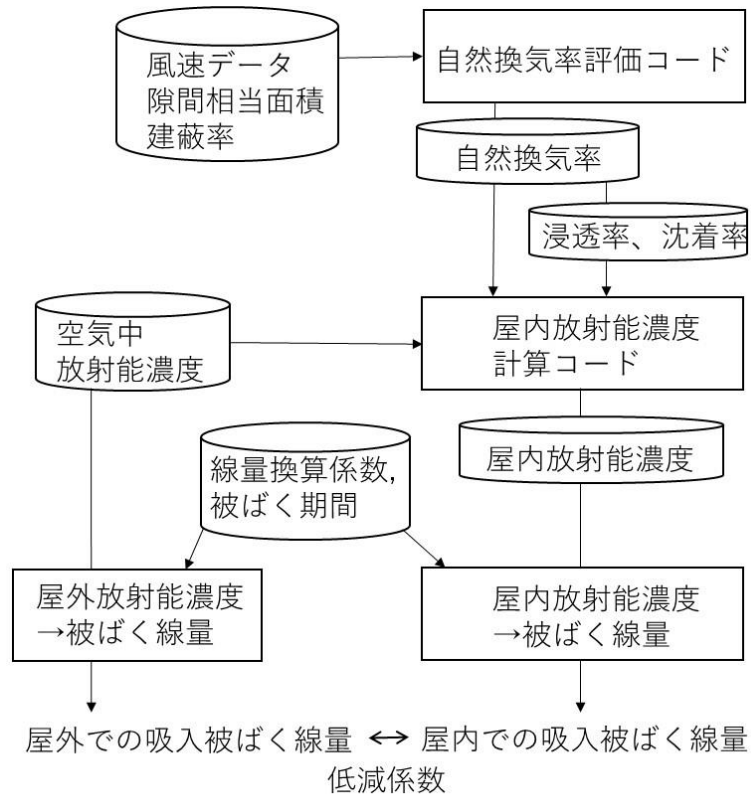 風速データ
隙間相当面積
建蔽率
自然換気率評価コード
自然換気率
浸透率、沈着率
空気中
放射能濃度
屋内放射能濃度
計算コード
線量換算係数,
被ばく期間
屋内放射能濃度
屋外放射能濃度
→被ばく線量
屋内放射能濃度
→被ばく線量
屋外での吸入被ばく線量 ↔ 屋内での吸入被ばく線量
低減係数